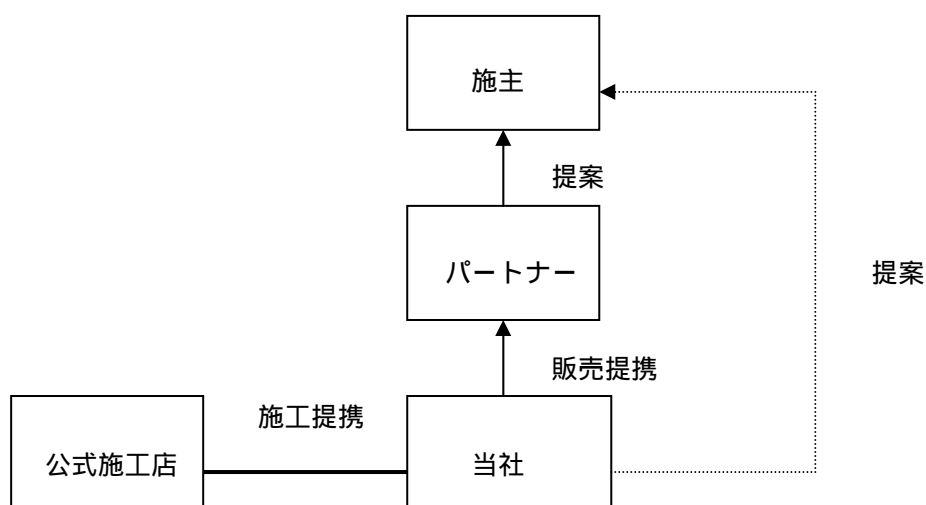 施主
提案
パートナー
提案
販売提携
施工提携
公式施工店
当社